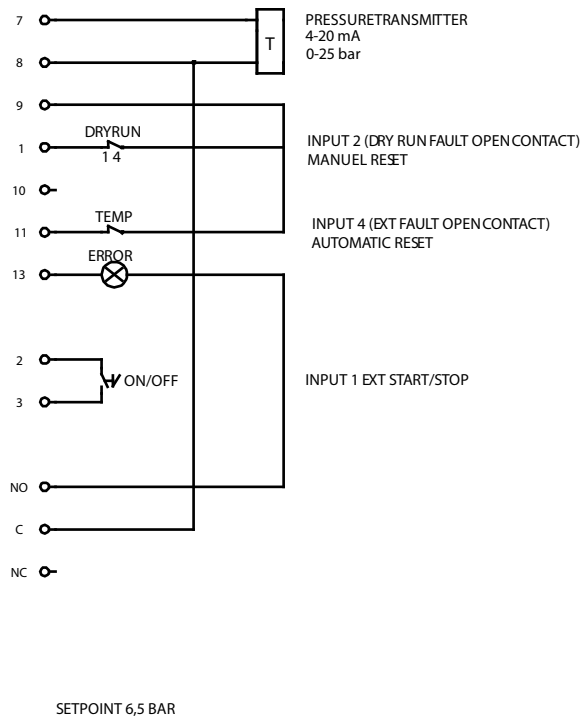 7
PRESSURETRANSMITTER
4-20 mA
T
0-25 bar
8
9
DRYRUN
1
1 4
INPUT 2 (DRY RUN FAULT OPEN CONTACT)
MANUEL RESET
10
TEMP
11
INPUT 4 (EXT FAULT OPEN CONTACT)
AUTOMATIC RESET
ERROR
13
2
ON/OFF
INPUT 1 EXT START/STOP
3
NO
C
NC
SETPOINT 6,5 BAR